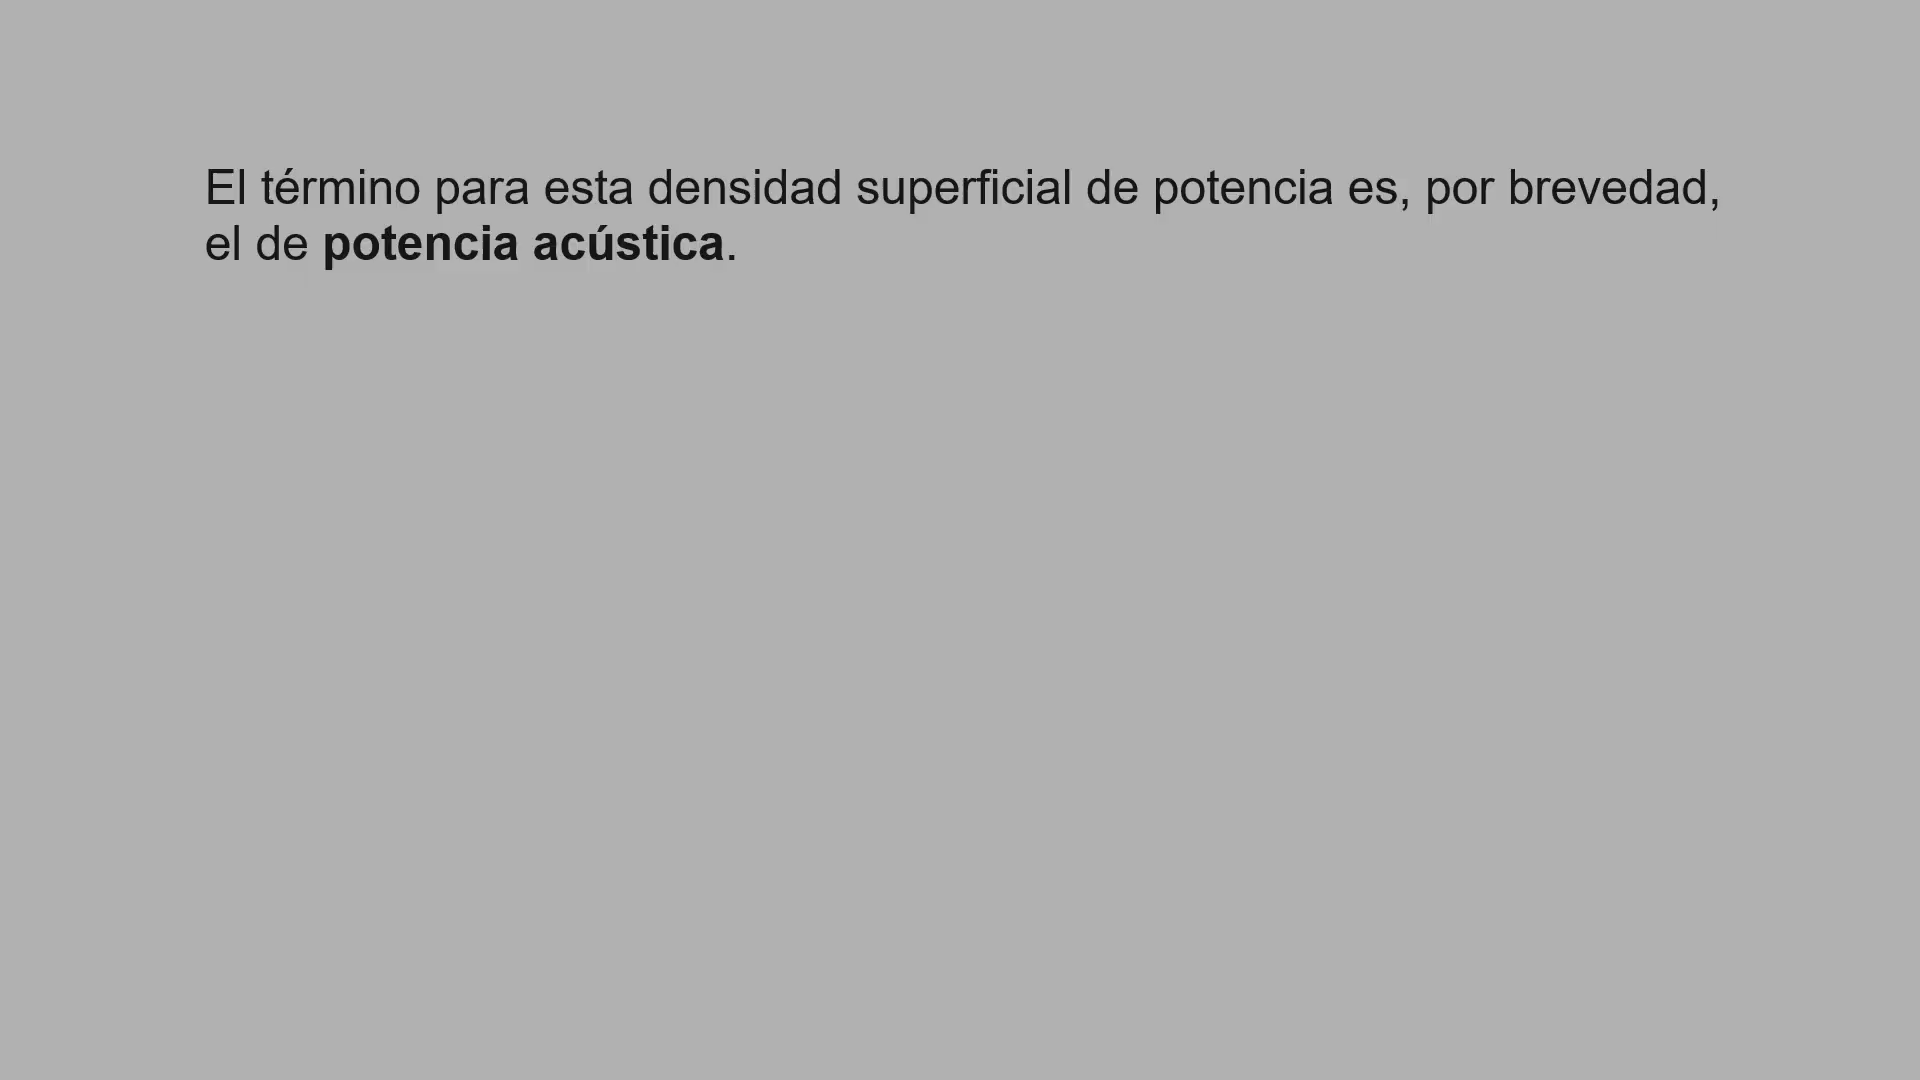 El término para esta densidad superficial de potencia es, por brevedad,
el de potencia acústica.